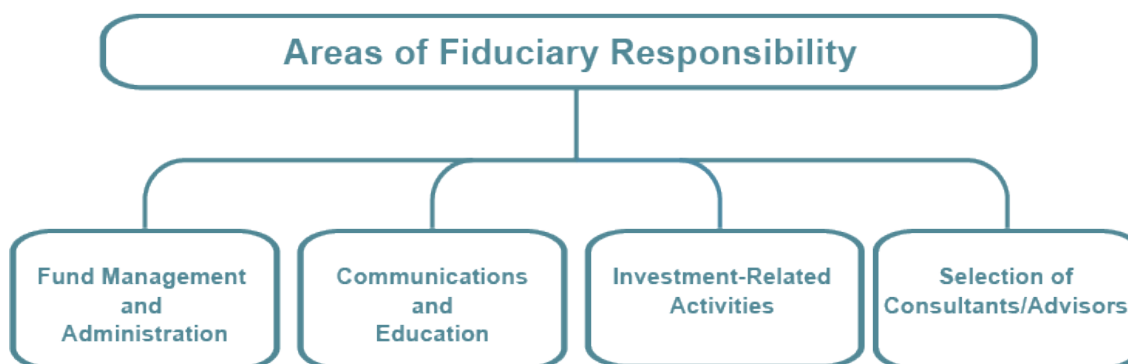 Areas of Fiduciary Responsibility
Fund Management
and
Administration
Communications
and
Education
Investment-Related
Activities
Selection of
Consultants/Advisors